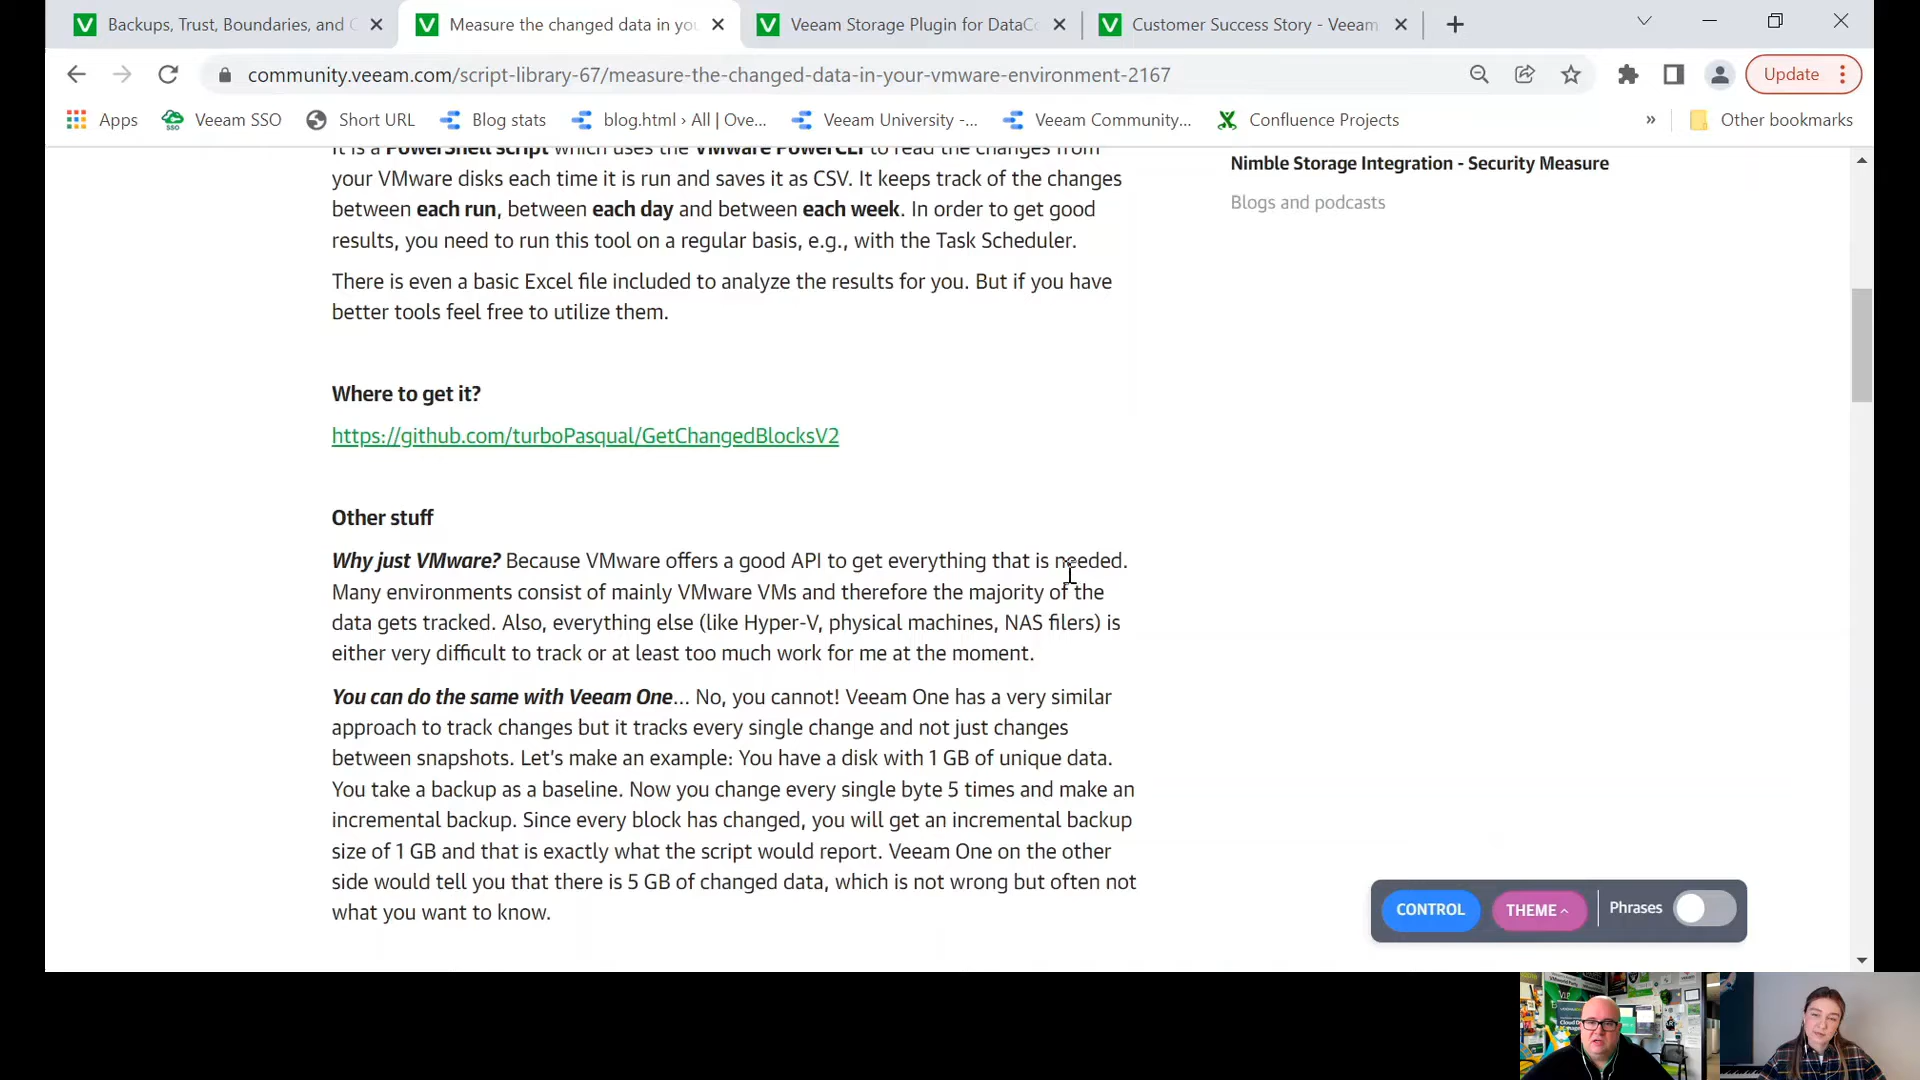 Backups, Trust, Boundaries, and C
Measure the changed data in yo
Veeam Storage Plugin for DataCo
Customer Success Story - Veeam
community.veeam.com/script-library-67/measure-the-changed-data-in-your-vmware-environment-2167
Update
Apps
Veeam SSO
Short URL
Blog stats
blog.html › All | Ove...
Veeam University -...
Veeam Community...
Confluence Projects
»
Other bookmarks
It is a PowerShell script which uses the VMware PowerCLI to read the changes from
your VMware disks each time it is run and saves it as CSV. It keeps track of the changes
between each run, between each day and between each week. In order to get good
results, you need to run this tool on a regular basis, e.g., with the Task Scheduler.
There is even a basic Excel file included to analyze the results for you. But if you have
better tools feel free to utilize them.
Where to get it?
https://github.com/turboPasqual/GetChangedBlocksV2
Other stuff
Why just VMware? Because VMware offers a good API to get everything that is needed.
Many environments consist of mainly VMware VMs and therefore the majority of the
data gets tracked. Also, everything else (like Hyper-V, physical machines, NAS filers) is
either very difficult to track or at least too much work for me at the moment.
You can do the same with Veeam One... No, you cannot! Veeam One has a very similar
approach to track changes but it tracks every single change and not just changes
between snapshots. Let's make an example: You have a disk with 1 GB of unique data.
You take a backup as a baseline. Now you change every single byte 5 times and make an
incremental backup. Since every block has changed, you will get an incremental backup
size of 1 GB and that is exactly what the script would report. Veeam One on the other
side would tell you that there is 5 GB of changed data, which is not wrong but often not
what you want to know.
Nimble Storage Integration - Security Measure
Blogs and podcasts
CONTROL
THEME
Phrases